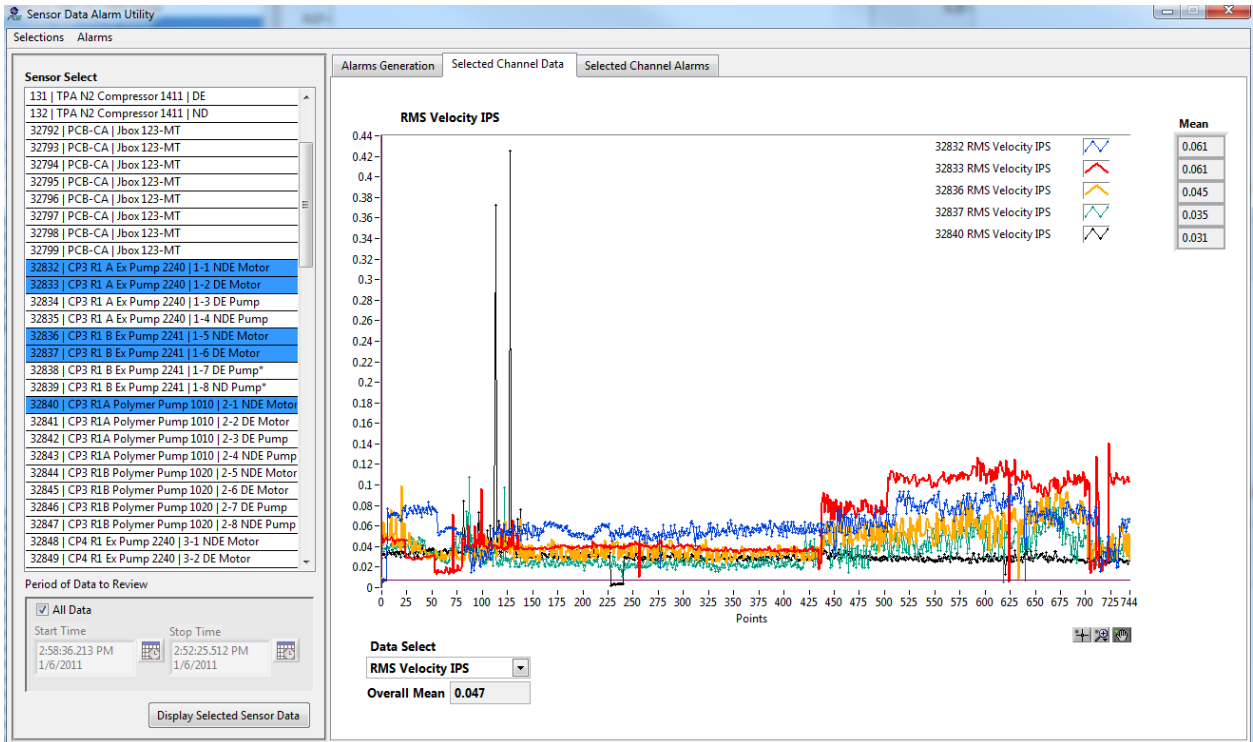 Sensor Data Alarm Utility
Selections Alarms
Sensor Select
131 | TPA N2 Compressor 1411 | DE
132 | TPA N2 Compressor 1411 | ND
32792 | PCB-CA | Jbox 123-MT
32793 | PCB-CA | Jbox 123-MT
32794 | PCB-CA | Jbox 123-MT
32795 | PCB-CA | Jbox 123-MT
32796 | PCB-CA | Jbox 123-MT
32797 | PCB-CA | Jbox 123-MT
32798 | PCB-CA | Jbox 123-MT
32799 | PCB-CA | Jbox 123-MT
32832 | CP3 R1 A Ex Pump 2240 | 1-1 NDE Motor
32833 | CP3 R1 A Ex Pump 2240 | 1-2 DE Motor
32834 | CP3 R1 A Ex Pump 2240 | 1-3 DE Pump
32835 | CP3 R1 A Ex Pump 2240 | 1-4 NDE Pump
32836 | CP3 R1 B Ex Pump 2241 | 1-5 NDE Motor
32837 | CP3 R1 B Ex Pump 2241 | 1-6 DE Motor
32838 | CP3 R1 B Ex Pump 2241 | 1-7 DE Pump*
32839 | CP3 R1 B Ex Pump 2241 | 1-8 ND Pump*
32840 | CP3 R1A Polymer Pump 1010 | 2-1 NDE Motor
32841 | CP3 R1A Polymer Pump 1010 | 2-2 DE Motor
32842 | CP3 R1A Polymer Pump 1010 | 2-3 DE Pump
32843 | CP3 R1A Polymer Pump 1010 | 2-4 NDE Pump
32844 | CP3 R1B Polymer Pump 1020 | 2-5 NDE Motor
32845 | CP3 R1B Polymer Pump 1020 | 2-6 DE Motor
32846 | CP3 R1B Polymer Pump 1020 | 2-7 DE Pump
32847 | CP3 R1B Polymer Pump 1020 | 2-8 NDE Pump
32848 | CP4 R1 Ex Pump 2240 | 3-1 NDE Motor
32849 | CP4 R1 Ex Pump 2240 | 3-2 DE Motor
Period of Data to Review
All Data
Start Time Stop Time
2:58:36.213 PM 2:52:25.512 PM
1/6/2011 1/6/2011
Display Selected Sensor Data
Alarms Generation Selected Channel Data Selected Channel Alarms
RMS Velocity IPS
0.44
0.42
0.4
0.38
0.36
0.34
0.32
0.3
0.28
0.26
0.24
0.22
0.2
0.18
0.16
0.14
0.12
0.1
0.08
0.06
0.04
0.02
0
0 25 50 75 100 125 150 175 200 225 250 275 300 325 350 375 400 425 450 475 500 525 550 575 600 625 650 675 700 725 744
Points
32832 RMS Velocity IPS
32833 RMS Velocity IPS
32836 RMS Velocity IPS
32837 RMS Velocity IPS
32840 RMS Velocity IPS
Mean
0.061
0.061
0.045
0.035
0.031
Data Select
RMS Velocity IPS
Overall Mean 0.047